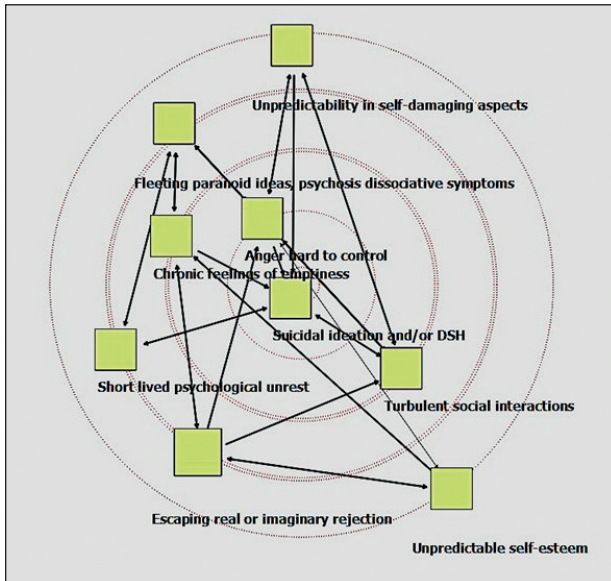 Unpredictability in self-damaging aspects
Fleeting paranoid ideas, psychosis dissociative symptoms
Anger hard to control
Chronic feelings of emptiness
Suicidal ideation and/or DSH
Short lived psychological unrest
Turbulent social interactions
Escaping real or imaginary rejection
Unpredictable self-esteem